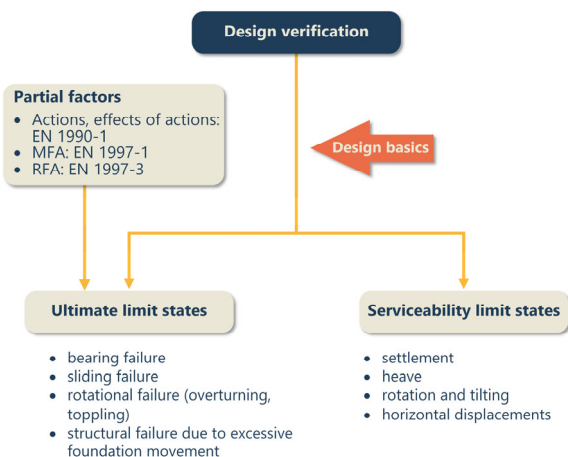 Design verification
Partial factors
• Actions, effects of actions:
EN 1990-1
• MFA: EN 1997-1
• RFA: EN 1997-3
Design basics
Ultimate limit states
• bearing failure
• sliding failure
• rotational failure (overturning,
toppling)
• structural failure due to excessive
foundation movement
Serviceability limit states
• settlement
• heave
• rotation and tilting
• horizontal displacements